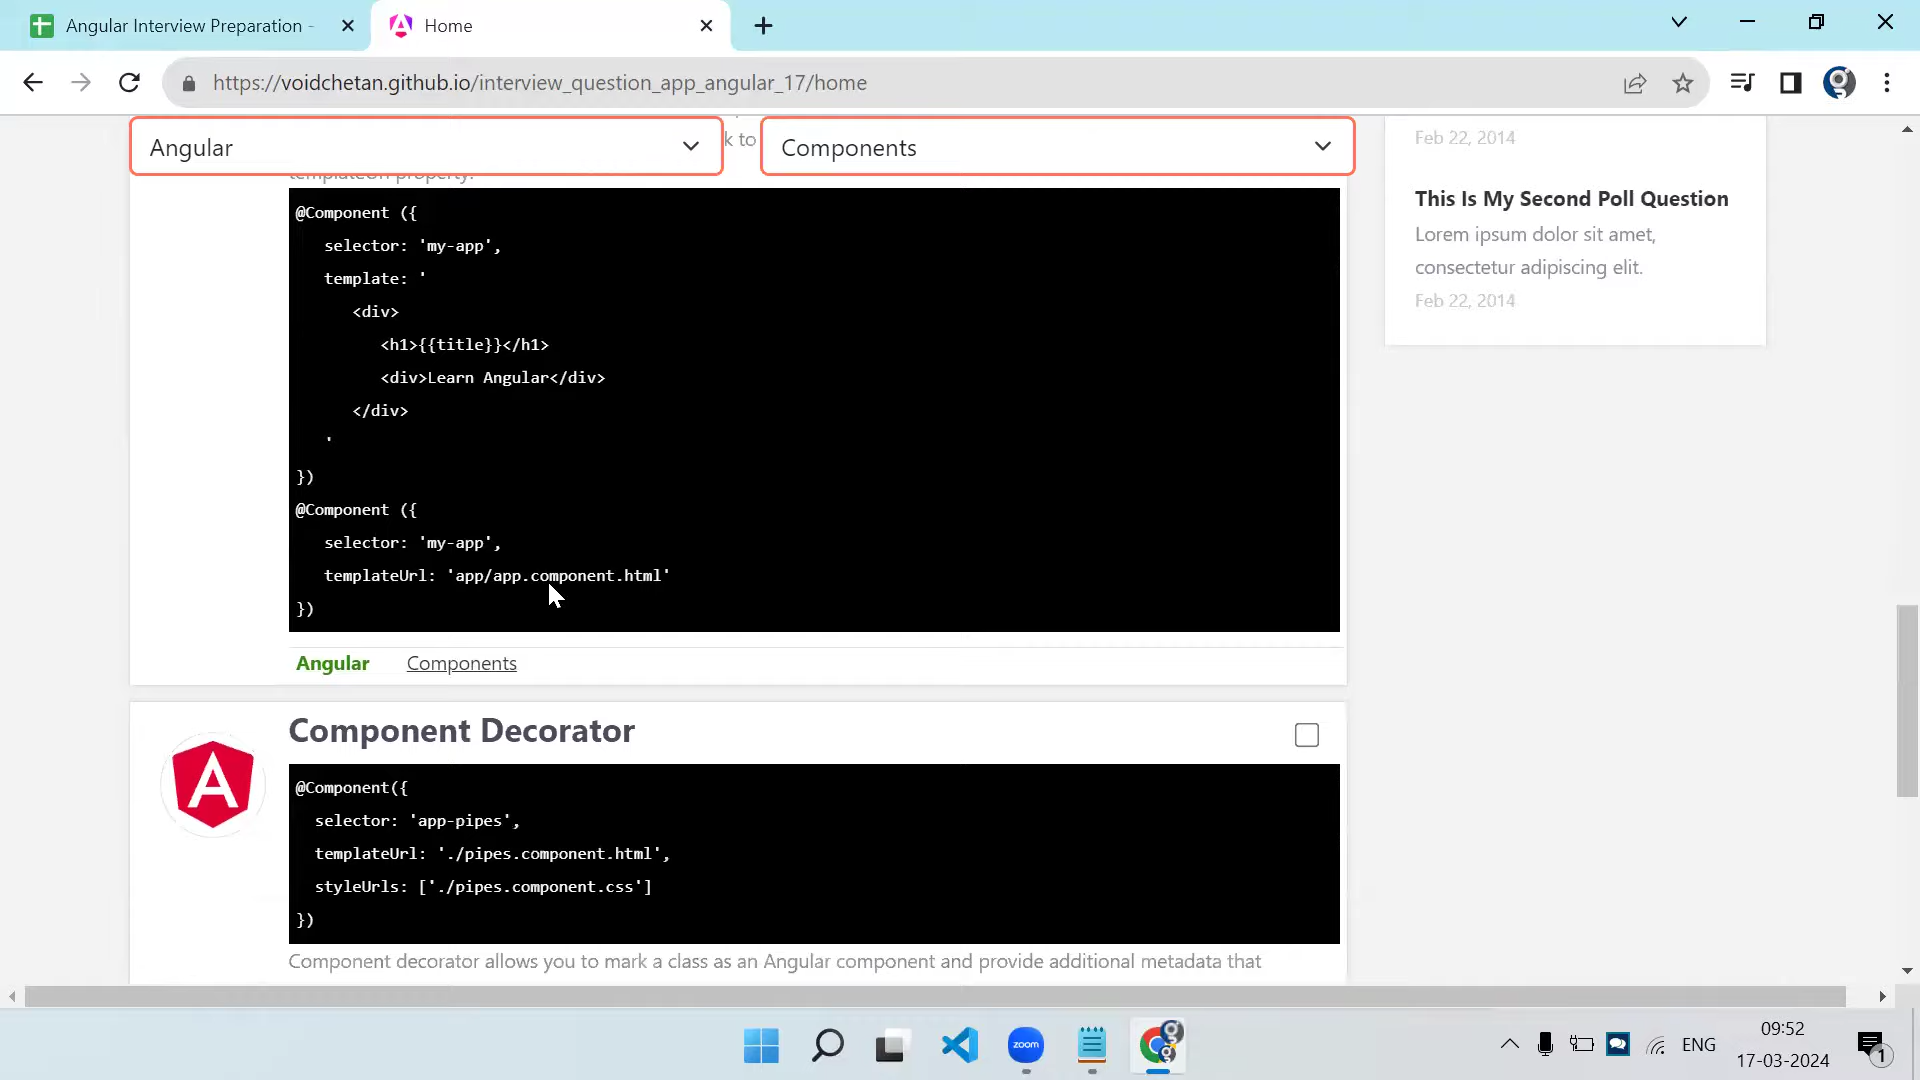 Angular Interview Preparation -
Home
https://voidchetan.github.io/interview_question_app_angular_17/home
Angular
k to
Components
templateUrl property.
@Component ({
selector: 'my-app',
template: '
<div>
<h1>{{title}}</h1>
<div>Learn Angular</div>
</div>
'
})
@Component ({
selector: 'my-app',
templateUrl: 'app/app.component.html'
})
Angular Components
Component Decorator
@Component({
selector: 'app-pipes',
templateUrl: './pipes.component.html',
styleUrls: ['./pipes.component.css']
})
Component decorator allows you to mark a class as an Angular component and provide additional metadata that
Feb 22, 2014
This Is My Second Poll Question
Lorem ipsum dolor sit amet,
consectetur adipiscing elit.
Feb 22, 2014
zoom
ENG
09:52
17-03-2024
1